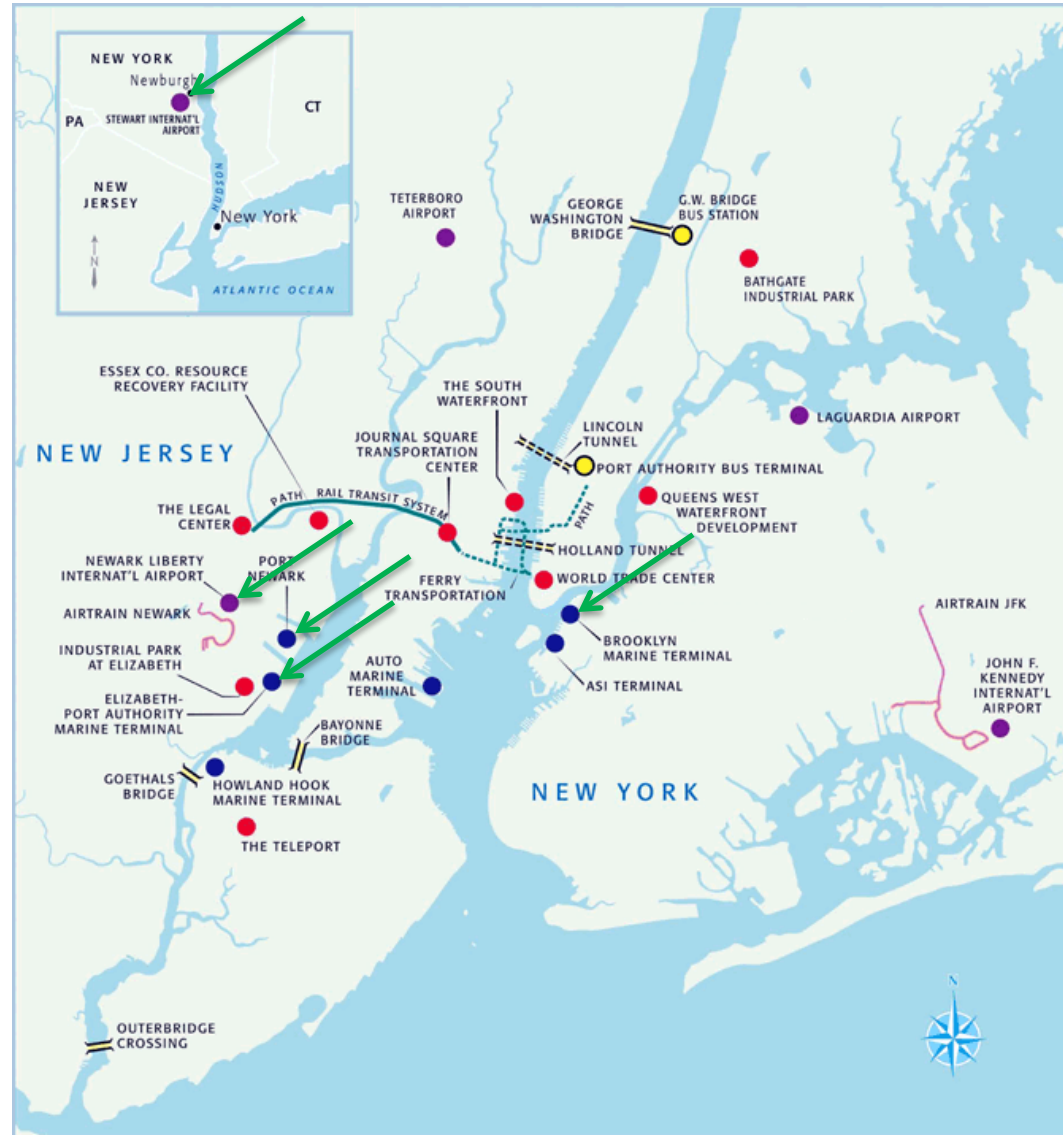 NEW YORK
Newburgh
PA
STEWART INTERNAT'L
AIRPORT
CT
NEW
JERSEY
HUDSON
New York
N
ATLANTIC OCEAN
TETERBORO
AIRPORT
GEORGE
WASHINGTON
BRIDGE
G.W. BRIDGE
BUS STATION
BATHGATE
INDUSTRIAL PARK
ESSEX CO. RESOURCE
RECOVERY FACILITY
THE SOUTH
WATERFRONT
LAGUARDIA AIRPORT
NEW JERSEY
JOURNAL SQUARE
TRANSPORTATION
CENTER
LINCOLN
TUNNEL
PORT AUTHORITY BUS TERMINAL
THE LEGAL
CENTER
PATH RAIL TRANSIT SYSTEM
PATH
QUEENS WEST
WATERFRONT
DEVELOPMENT
HOLLAND TUNNEL
NEWARK LIBERTY
INTERNAT'L AIRPORT
PORT
NEWARK
FERRY
TRANSPORTATION
WORLD TRADE CENTER
AIRTRAIN NEWARK
AIRTRAIN JFK
INDUSTRIAL PARK
AT ELIZABETH
AUTO
MARINE
TERMINAL
BROOKLYN
MARINE TERMINAL
ASI TERMINAL
JOHN F.
KENNEDY
INTERNAT'L
AIRPORT
ELIZABETH-
PORT AUTHORITY
MARINE TERMINAL
BAYONNE
BRIDGE
GOETHALS
BRIDGE
HOWLAND HOOK
MARINE TERMINAL
NEW YORK
THE TELEPORT
N
OUTERBRIDGE
CROSSING